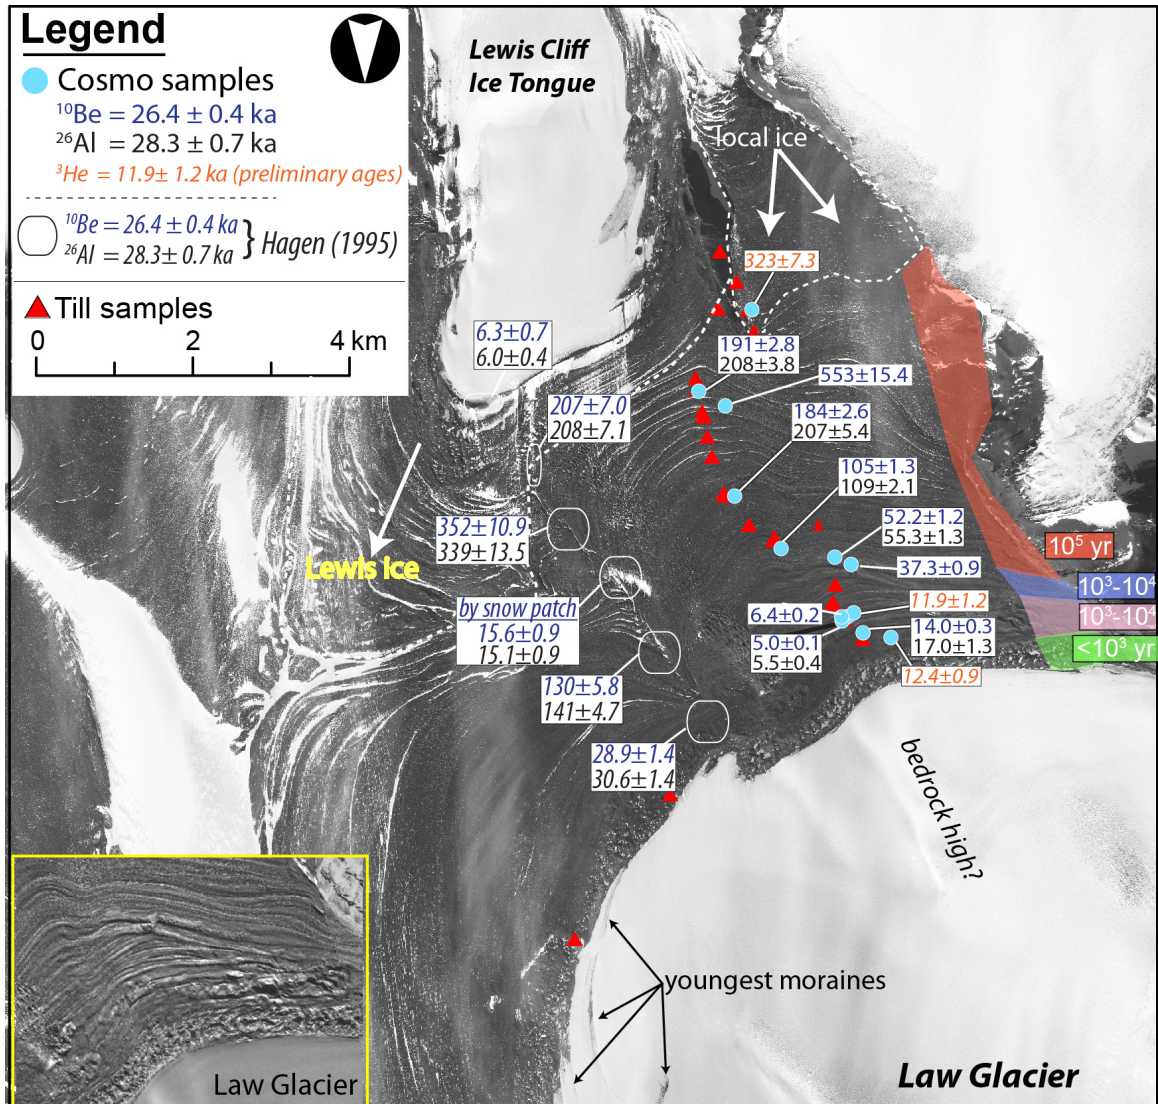 Legend
Cosmo samples
¹⁰Be = 26.4 ± 0.4 ka
²⁶Al = 28.3 ± 0.7 ka
³He = 11.9± 1.2 ka (preliminary ages)
¹⁰Be = 26.4 ± 0.4 ka
²⁶Al = 28.3± 0.7 ka
} Hagen (1995)
Till samples
0 2 4 km
Lewis Cliff
Ice Tongue
local ice
323±7.3
6.3±0.7
6.0±0.4
191±2.8
208±3.8
553±15.4
207±7.0
208±7.1
184±2.6
207±5.4
105±1.3
109±2.1
352±10.9
339±13.5
52.2±1.2
55.3±1.3
10⁵ yr
Lewis Ice
37.3±0.9
10³-10⁴
by snow patch
15.6±0.9
15.1±0.9
6.4±0.2
11.9±1.2
10³-10⁴
5.0±0.1
5.5±0.4
14.0±0.3
17.0±1.3
<10³ yr
12.4±0.9
130±5.8
141±4.7
28.9±1.4
30.6±1.4
bedrock high?
youngest moraines
Law Glacier
Law Glacier